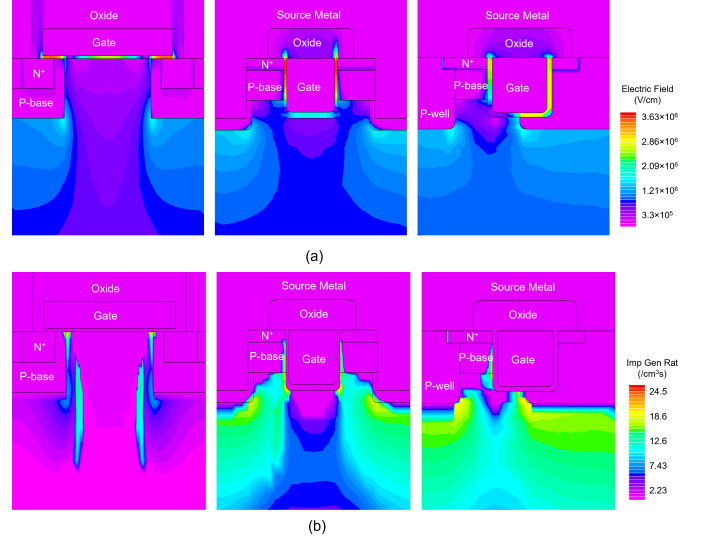 Oxide
Gate
N⁺
P-base
Source Metal
Oxide
N⁺
P-base
Gate
Source Metal
Oxide
N⁺
P-base
Gate
P-well
Electric Field
(V/cm)
3.63×10⁶
2.86×10⁶
2.09×10⁶
1.21×10⁶
3.3×10⁵
(a)
Oxide
Gate
N⁺
P-base
Source Metal
Oxide
N⁺
P-base
Gate
Source Metal
Oxide
N⁺
P-base
Gate
P-well
Imp Gen Rat
(/cm³s)
24.5
18.6
12.6
7.43
2.23
(b)